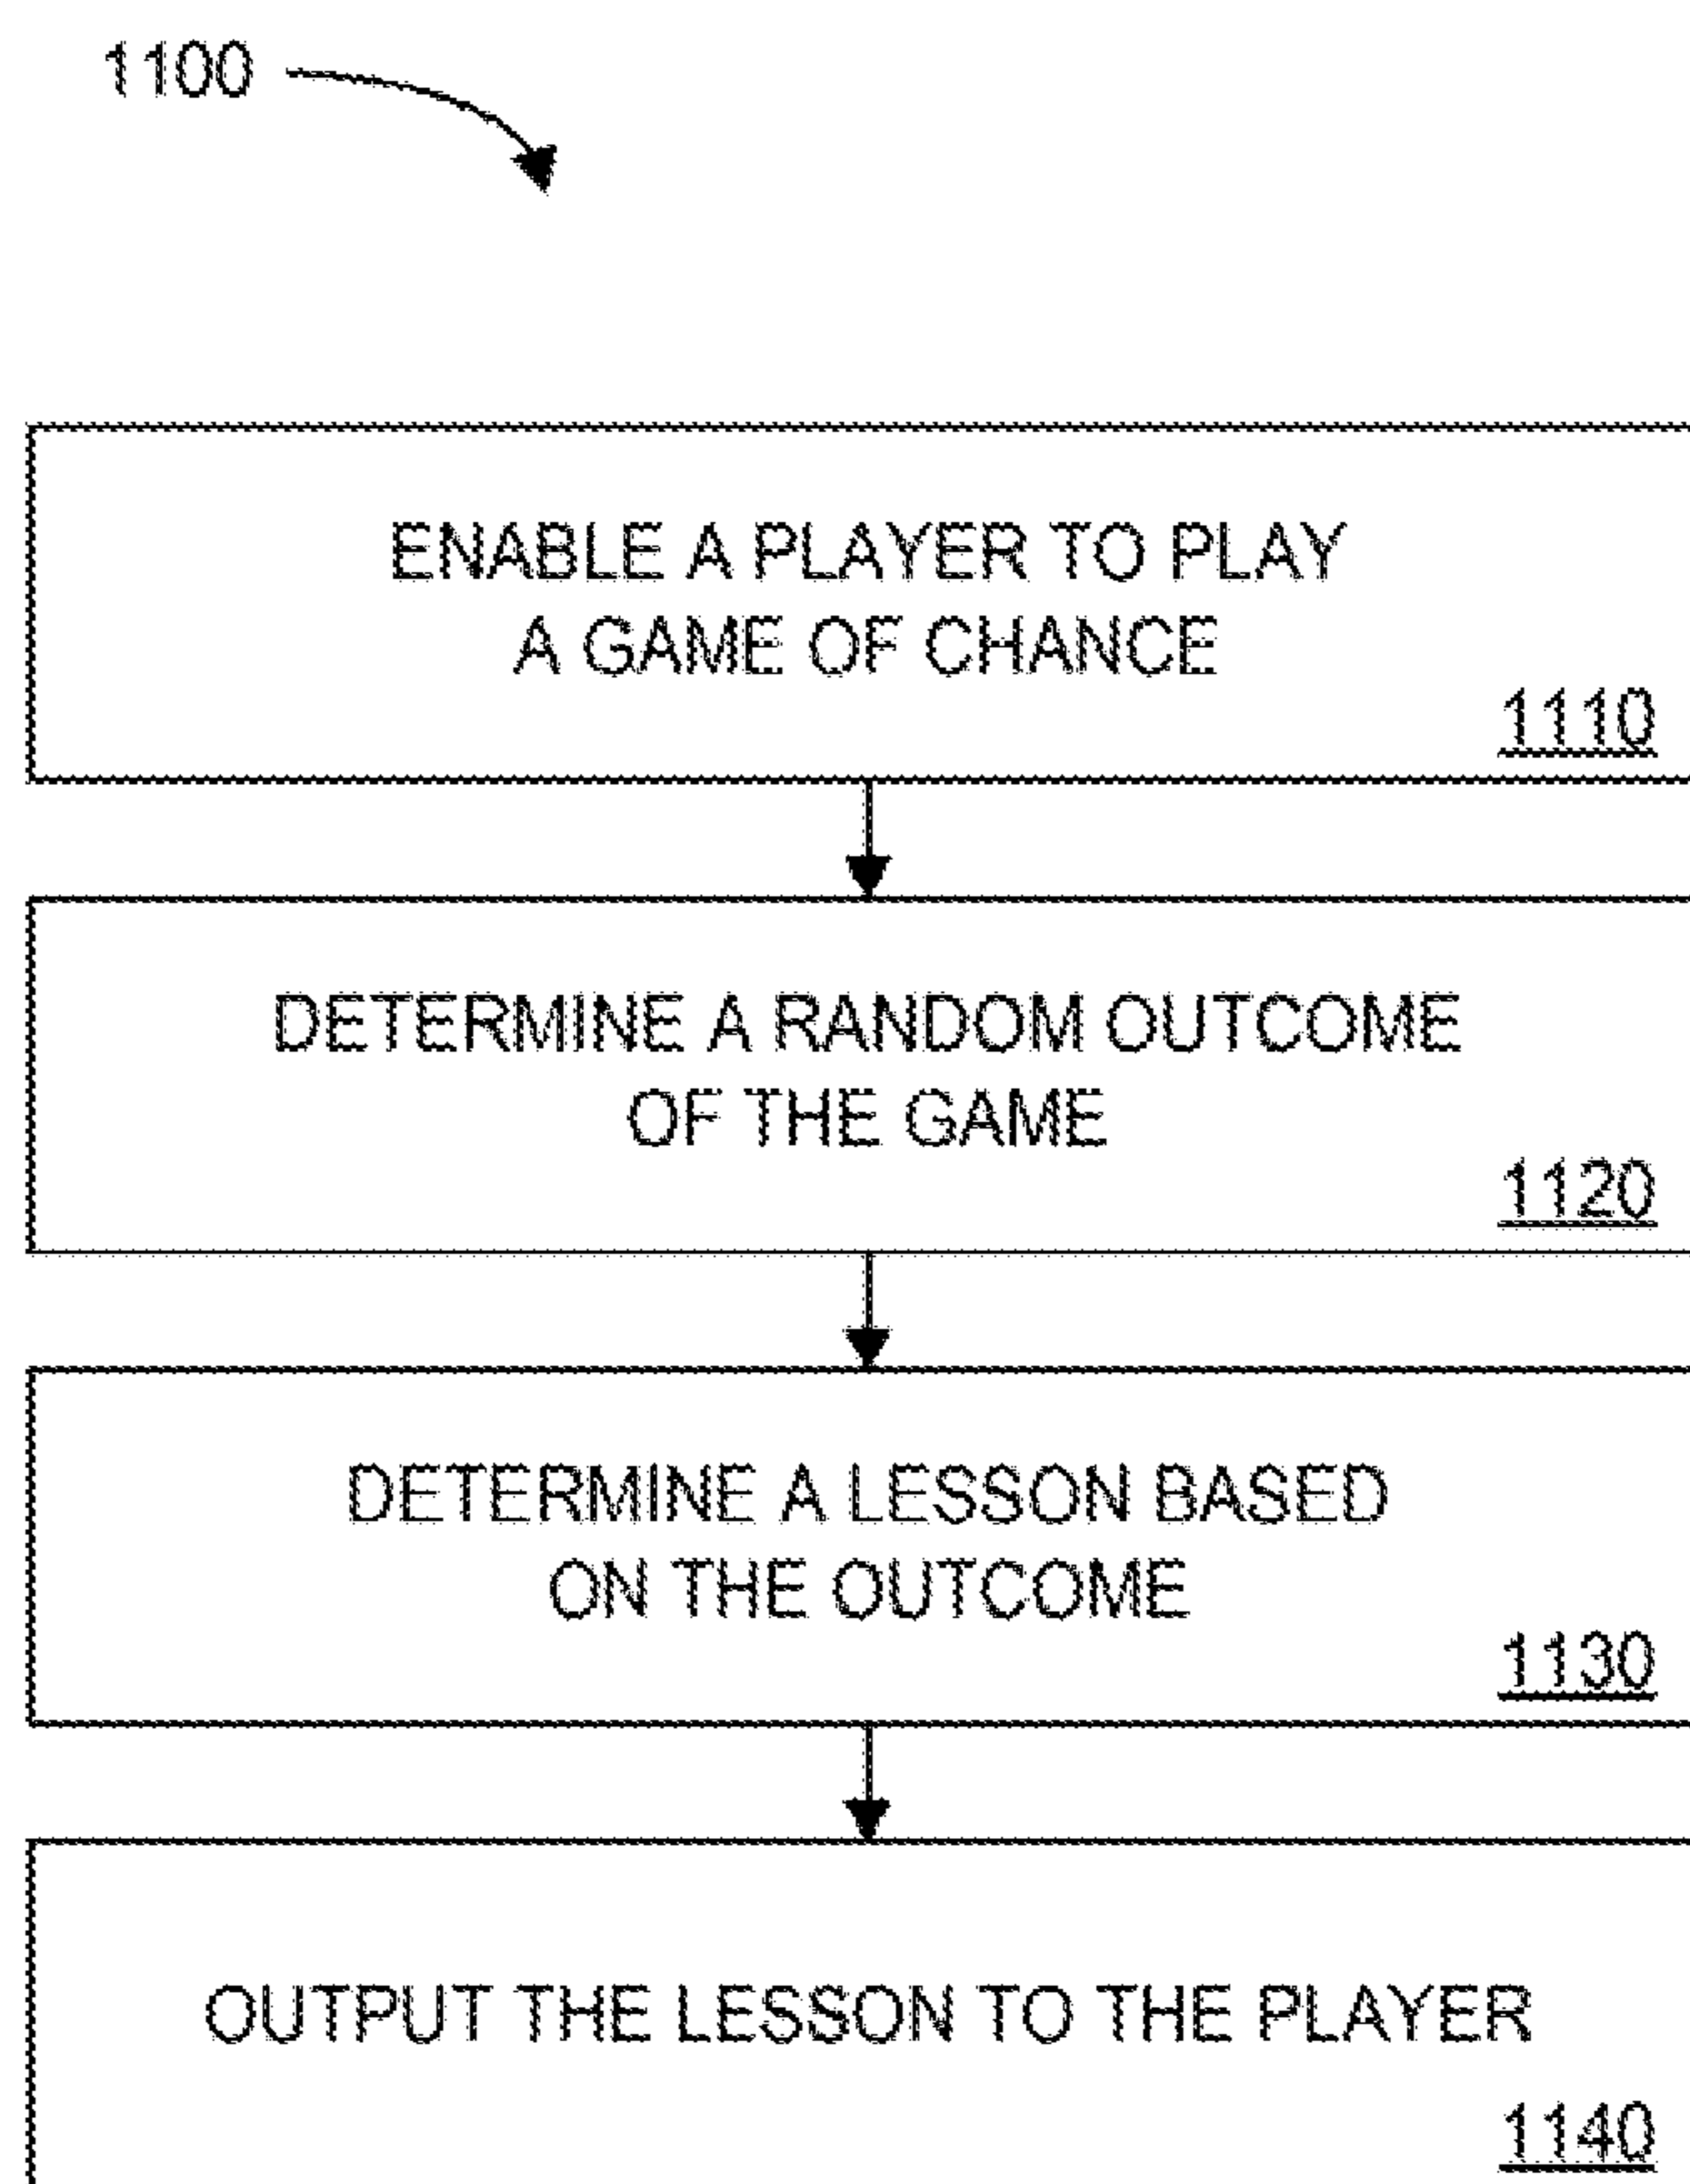 1100
ENABLE A PLAYER TO PLAY
A GAME OF CHANCE
1110
DETERMINE A RANDOM OUTCOME
OF THE GAME
1120
DETERMINE A LESSON BASED
ON THE OUTCOME
1130
OUTPUT THE LESSON TO THE PLAYER
1140